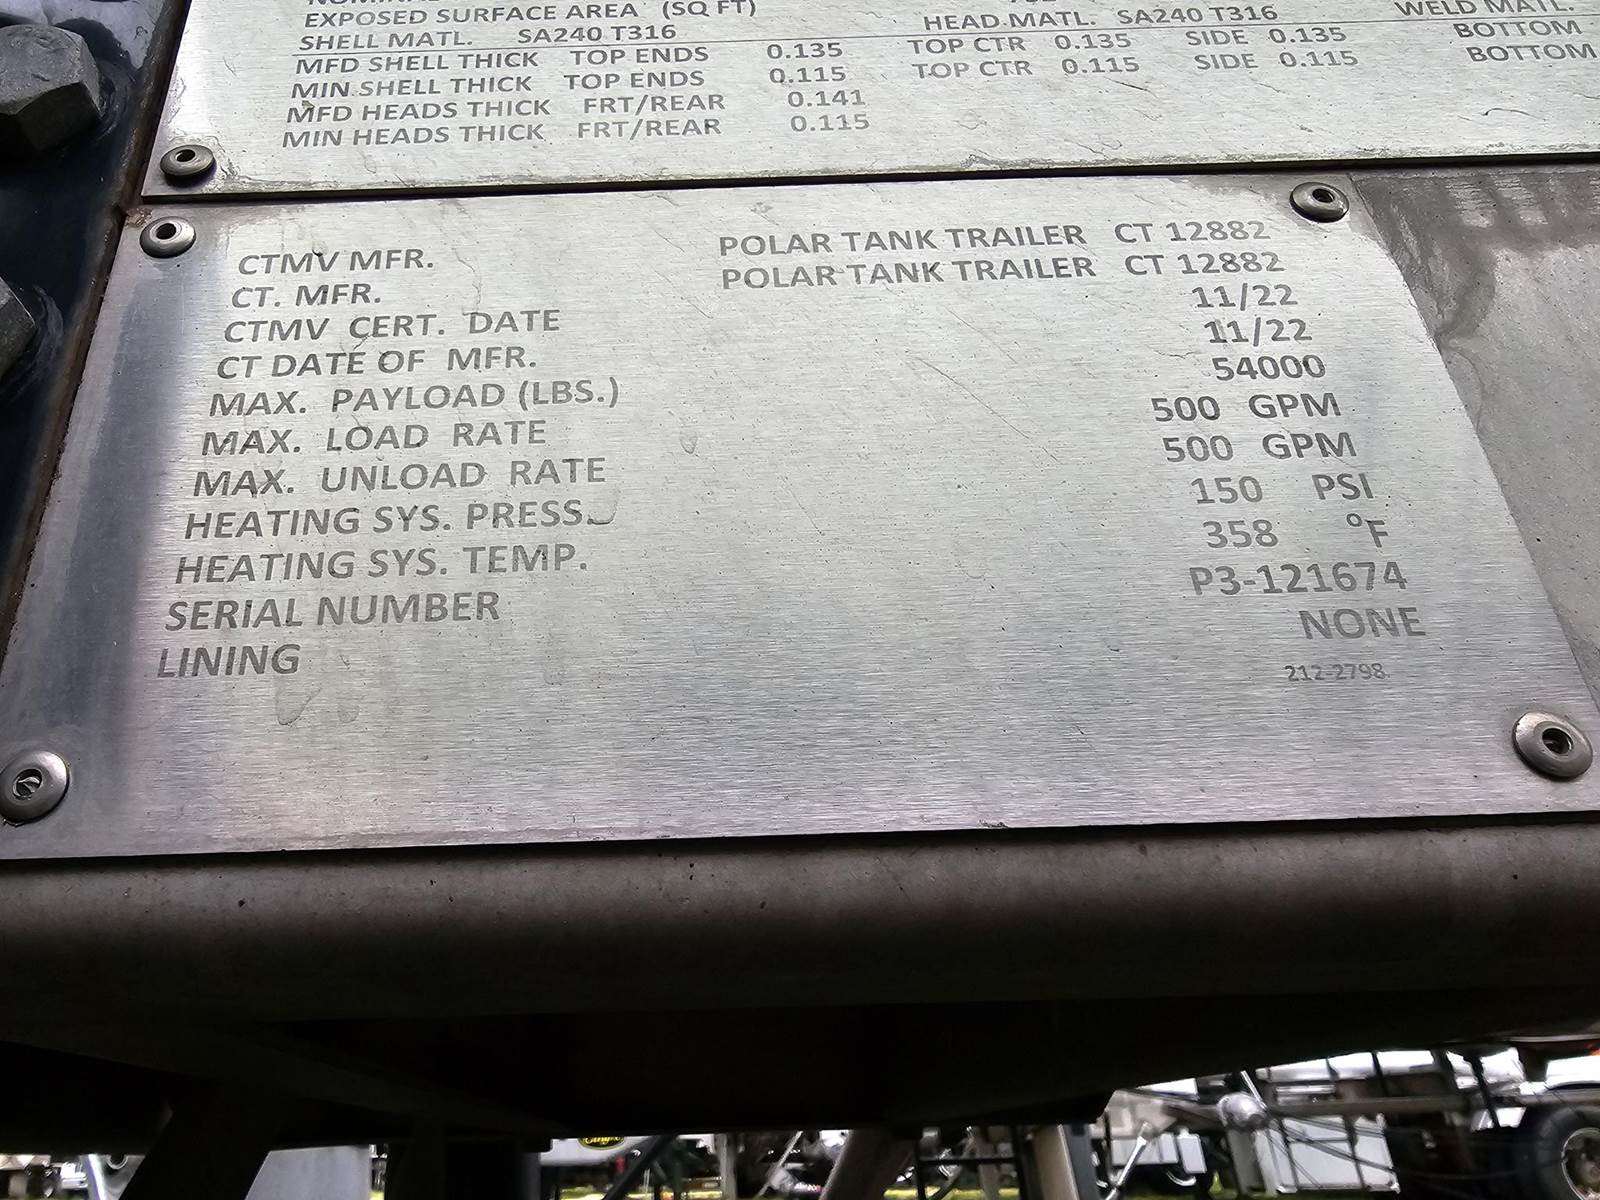 EXPOSED SURFACE AREA (SQ FT)
SHELL MATL. SA240 T316 HEAD MATL. SA240 T316 WELD MATL.
MFD SHELL THICK TOP ENDS 0.135 TOP CTR 0.135 SIDE 0.135 BOTTOM
MIN.SHELL THICK TOP ENDS 0.115 TOP CTR 0.115 SIDE 0.115 BOTTOM
MFD HEADS THICK FRT/REAR 0.141
MIN HEADS THICK FRT/REAR 0.115
CTMV MFR. POLAR TANK TRAILER CT 12882
CT. MFR. POLAR TANK TRAILER CT 12882
CTMV CERT. DATE 11/22
CT DATE OF MFR. 11/22
MAX. PAYLOAD (LBS.) 54000
MAX. LOAD RATE 500 GPM
MAX. UNLOAD RATE 500 GPM
HEATING SYS. PRESS. 150 PSI
HEATING SYS. TEMP. 358 °F
SERIAL NUMBER P3-121674
LINING NONE
212-2798